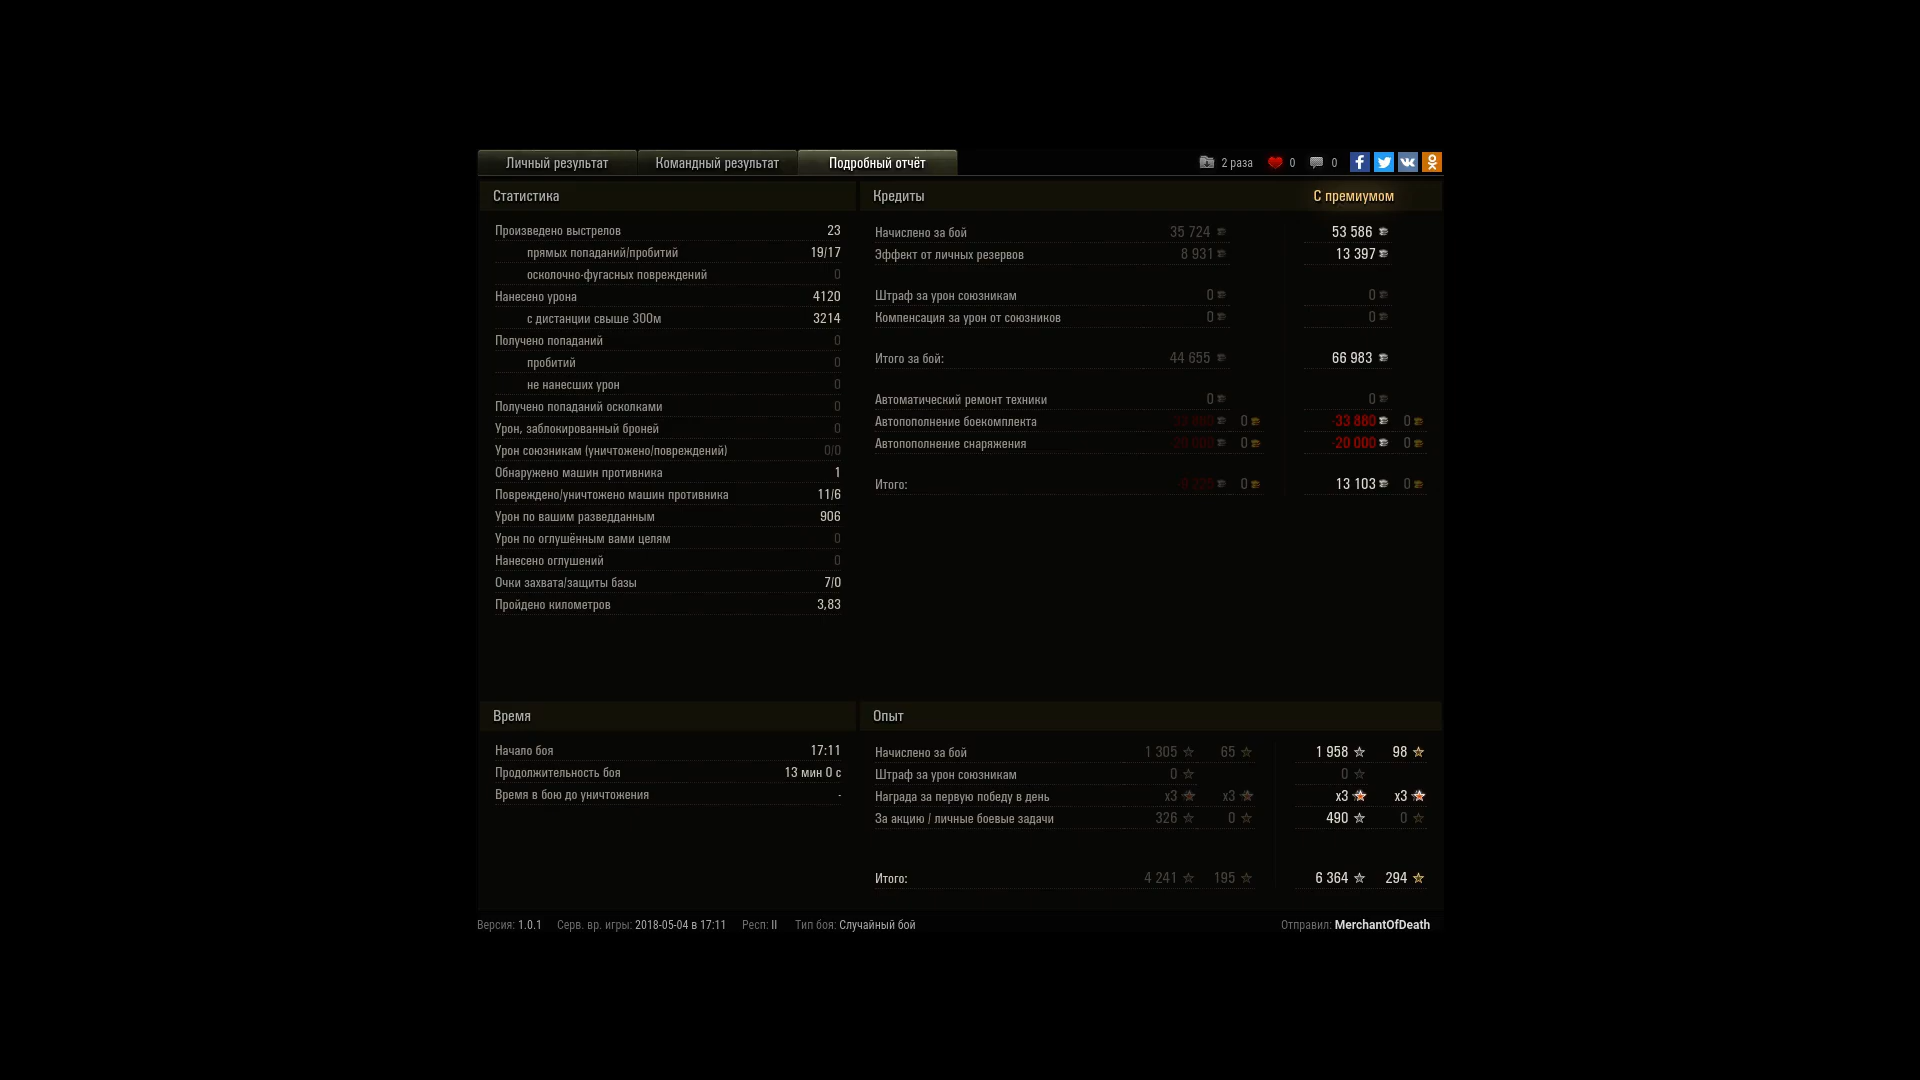 Личный результат Командный результат Подробный отчёт 2 раза 0 0
Статистика
Произведено выстрелов 23
прямых попаданий/пробитий 19/17
осколочно-фугасных повреждений 0
Нанесено урона 4120
с дистанции свыше 300м 3214
Получено попаданий 0
пробитий 0
не нанесших урон 0
Получено попаданий осколками 0
Урон, заблокированный броней 0
Урон союзникам (уничтожено/повреждений) 0/0
Обнаружено машин противника 1
Повреждено/уничтожено машин противника 11/6
Урон по вашим разведданным 906
Урон по оглушённым вами целям 0
Нанесено оглушений 0
Очки захвата/защиты базы 7/0
Пройдено километров 3,83
Кредиты С премиумом
Начислено за бой 35 724 53 586
Эффект от личных резервов 8 931 13 397
Штраф за урон союзникам 0 0
Компенсация за урон от союзников 0 0
Итого за бой: 44 655 66 983
Автоматический ремонт техники 0 0
Автопополнение боекомплекта -33 880 0 -33 880 0
Автопополнение снаряжения -20 000 0 -20 000 0
Итого: 0 13 103 0
Время
Начало боя 17:11
Продолжительность боя 13 мин 0 с
Время в бою до уничтожения -
Опыт
Начислено за бой 1 305 65 1 958 98
Штраф за урон союзникам 0 0
Награда за первую победу в день x3 x3 x3 x3
За акцию / личные боевые задачи 326 0 490 0
Итого: 4 241 195 6 364 294
Версия: 1.0.1 Серв. вр. игры: 2018-05-04 в 17:11 Респ: II Тип боя: Случайный бой Отправил: MerchantOfDeath